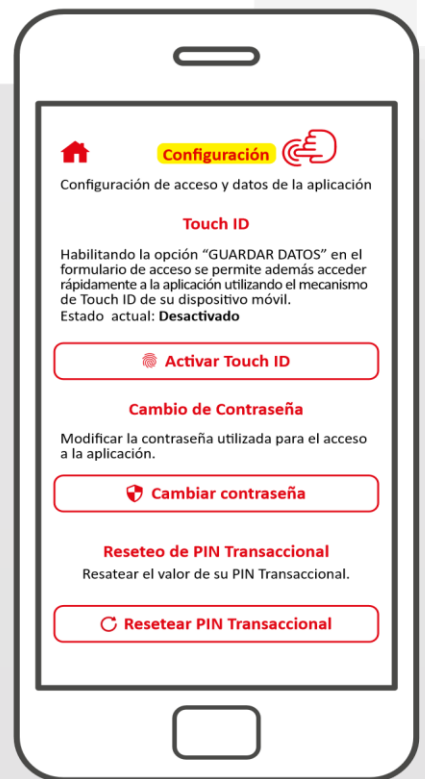 Configuración
Configuración de acceso y datos de la aplicación
Touch ID
Habilitando la opción “GUARDAR DATOS” en el
formulario de acceso se permite además acceder
rápidamente a la aplicación utilizando el mecanismo
de Touch ID de su dispositivo móvil.
Estado actual: Desactivado
Activar Touch ID
Cambio de Contraseña
Modificar la contraseña utilizada para el acceso
a la aplicación.
Cambiar contraseña
Reseteo de PIN Transaccional
Resatear el valor de su PIN Transaccional.
Resetear PIN Transaccional